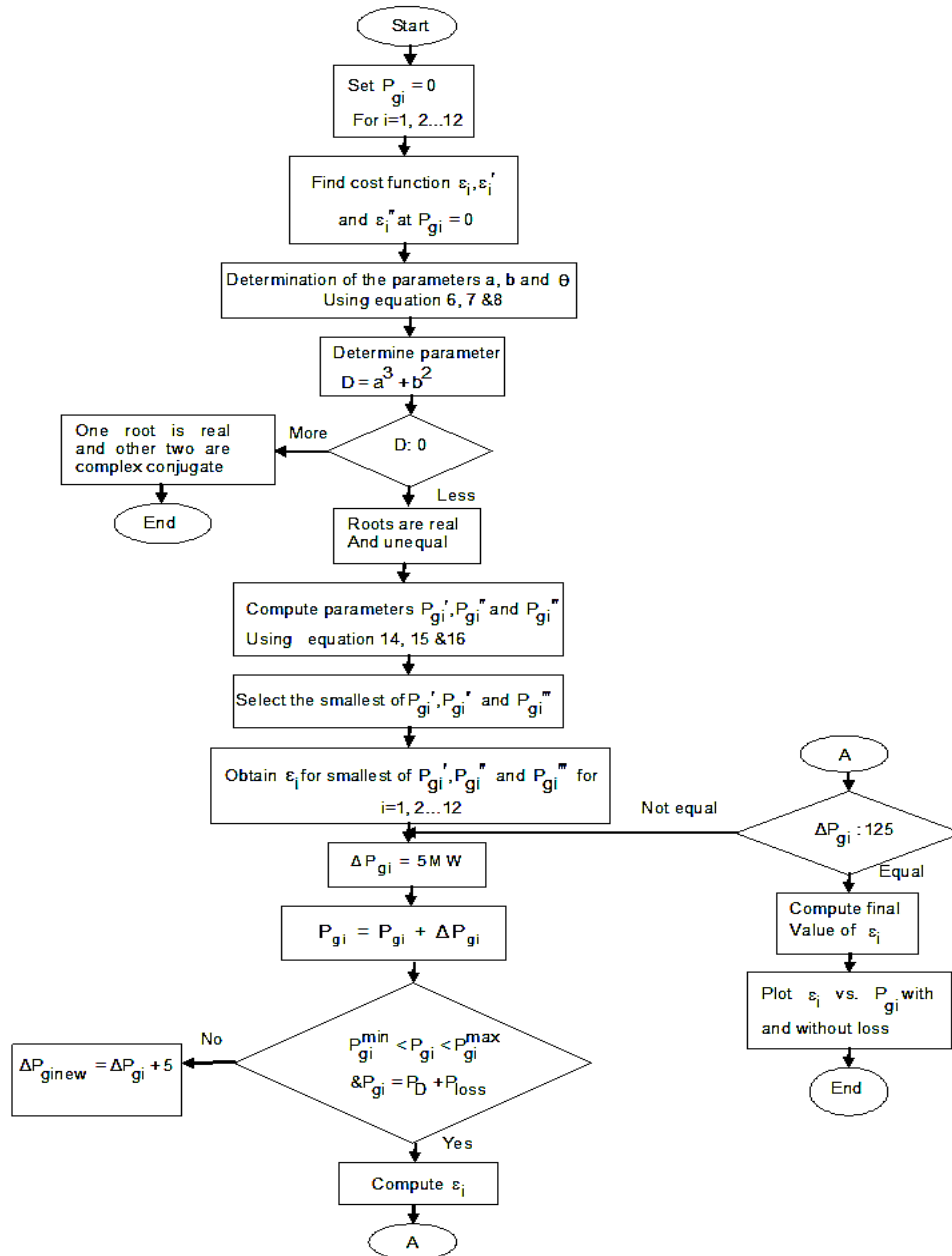 Start
Set P_gi = 0
For i=1, 2...12
Find cost function ε_i, ε_i′
and ε_i″ at P_gi = 0
Determination of the parameters a, b and θ
Using equation 6, 7 &8
Determine parameter
D = a³ + b²
D: 0
More
One root is real
and other two are
complex conjugate
End
Less
Roots are real
And unequal
Compute parameters P_gi′, P_gi″ and P_gi‴
Using equation 14, 15 &16
Select the smallest of P_gi′, P_gi′ and P_gi‴
Obtain ε_i for smallest of P_gi′, P_gi″ and P_gi‴ for
i=1, 2...12
Δ P_gi = 5 MW
P_gi = P_gi + Δ P_gi
P_gi^min < P_gi < P_gi^max
&P_gi = P_D + P_loss
No
ΔP_ginew = ΔP_gi + 5
Yes
Compute ε_i
A
A
ΔP_gi : 125
Not equal
Equal
Compute final
Value of ε_i
Plot ε_i vs. P_gi with
and without loss
End